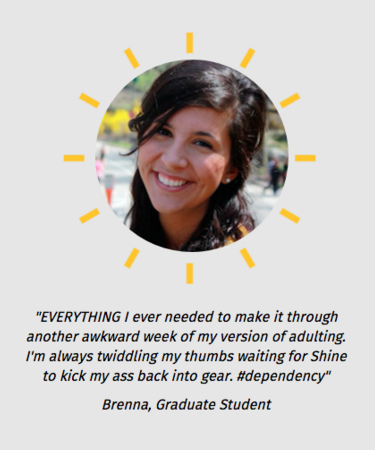 "EVERYTHING I ever needed to make it through
another awkward week of my version of adulting.
I'm always twiddling my thumbs waiting for Shine
to kick my ass back into gear. #dependency"
Brenna, Graduate Student